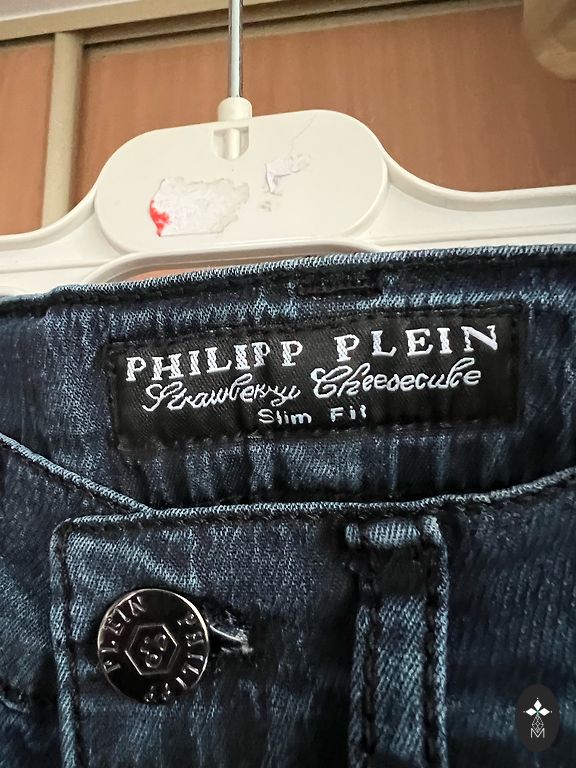 PHILIPP PLEIN
Strawberry Cheesecake
Slim Fit
PLEIN PHILIPP